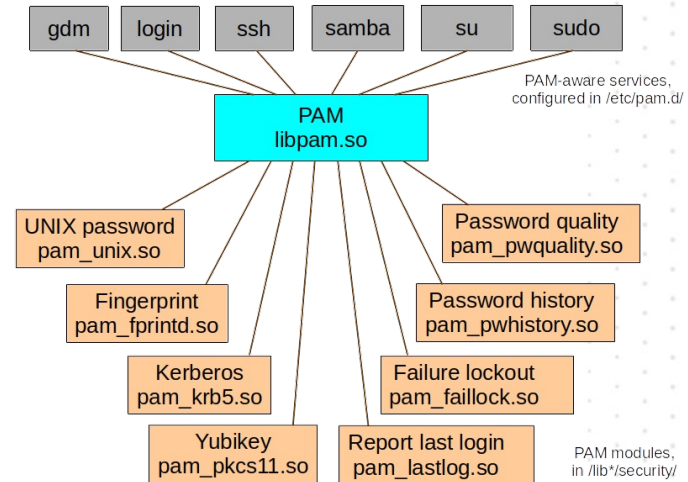 gdm
login
ssh
samba
su
sudo
PAM-aware services,
configured in /etc/pam.d/
PAM
libpam.so
UNIX password
pam_unix.so
Password quality
pam_pwquality.so
Fingerprint
pam_fprintd.so
Password history
pam_pwhistory.so
Kerberos
pam_krb5.so
Failure lockout
pam_faillock.so
Yubikey
pam_pkcs11.so
Report last login
pam_lastlog.so
PAM modules,
in /lib*/security/